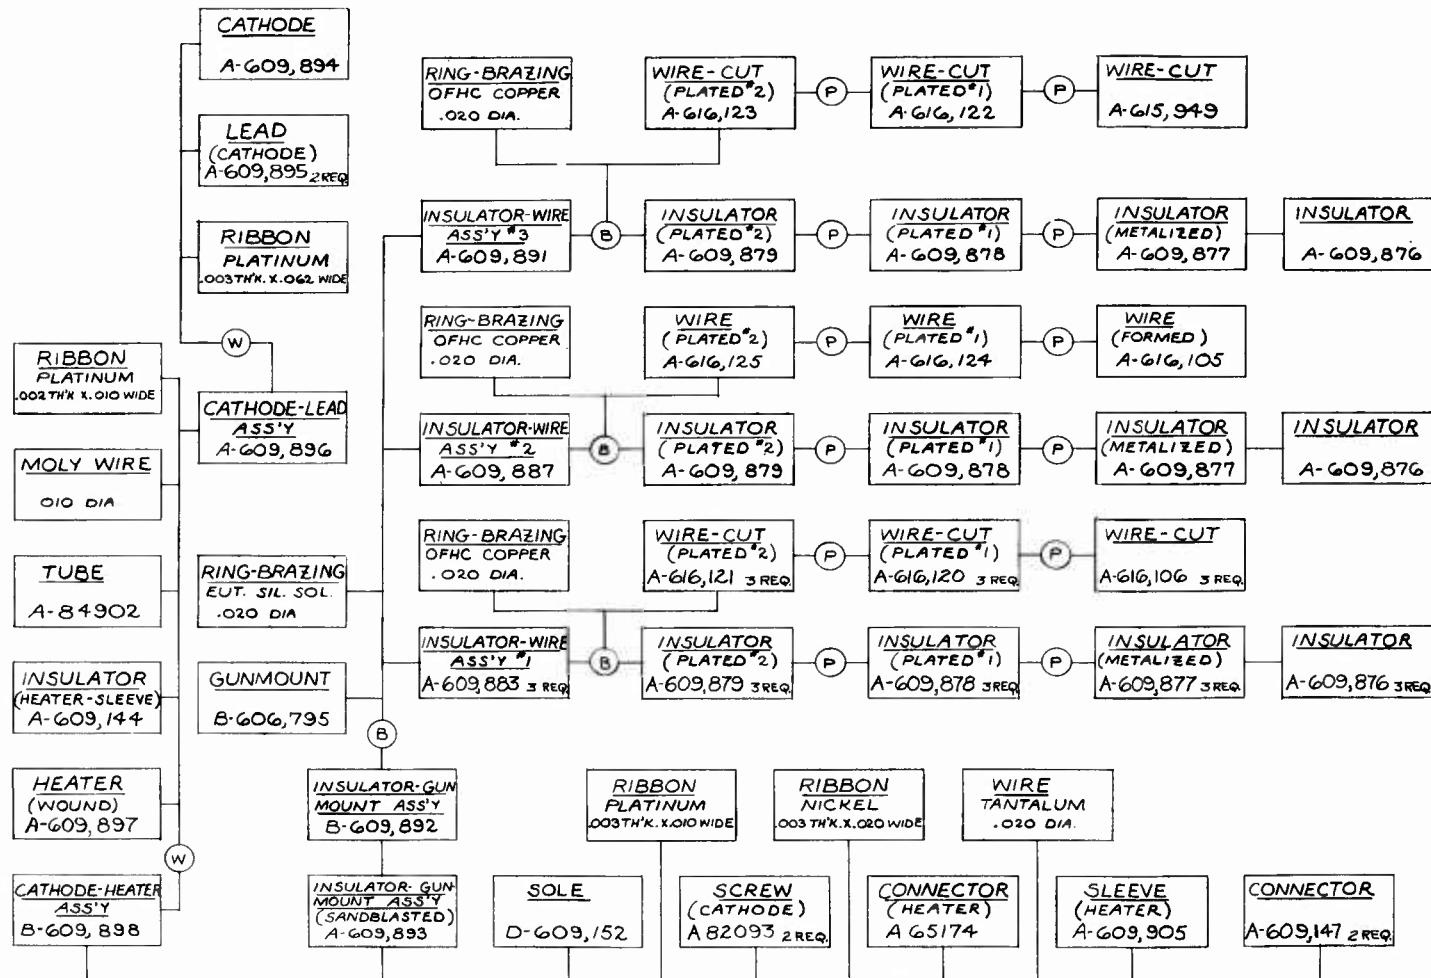 CATHODE
A-609,894
LEAD
(CATHODE)
A-609,895 2 REQ.
RIBBON
PLATINUM
.003 TH'K. X .062 WIDE
W
RIBBON
PLATINUM
.002 TH'K X .010 WIDE
CATHODE-LEAD
ASS'Y
A-609,896
MOLY WIRE
010 DIA
TUBE
A-84902
INSULATOR
(HEATER-SLEEVE)
A-609,144
HEATER
(WOUND)
A-609,897
W
CATHODE-HEATER
ASS'Y
B-609,898
RING-BRAZING
EUT. SIL. SOL.
.020 DIA
GUNMOUNT
B-606,795
B
INSULATOR-GUN
MOUNT ASS'Y
B-609,892
INSULATOR-GUN
MOUNT ASS'Y
(SANDBLASTED)
A-609,893
RING-BRAZING
OFHC COPPER
.020 DIA.
WIRE-CUT
(PLATED #2)
A-616,123
P
WIRE-CUT
(PLATED #1)
A-616,122
P
WIRE-CUT
A-615,949
INSULATOR-WIRE
ASS'Y #3
A-609,891
B
INSULATOR
(PLATED #2)
A-609,879
P
INSULATOR
(PLATED #1)
A-609,878
P
INSULATOR
(METALIZED)
A-609,877
INSULATOR
A-609,876
RING-BRAZING
OFHC COPPER
.020 DIA.
WIRE
(PLATED #2)
A-616,125
P
WIRE
(PLATED #1)
A-616,124
P
WIRE
(FORMED)
A-616,105
INSULATOR-WIRE
ASS'Y #2
A-609,887
B
INSULATOR
(PLATED #2)
A-609,879
P
INSULATOR
(PLATED #1)
A-609,878
P
INSULATOR
(METALIZED)
A-609,877
INSULATOR
A-609,876
RING-BRAZING
OFHC COPPER
.020 DIA.
WIRE-CUT
(PLATED #2)
A-616,121 3 REQ.
P
WIRE-CUT
(PLATED #1)
A-616,120 3 REQ.
P
WIRE-CUT
A-616,106 3 REQ.
INSULATOR-WIRE
ASS'Y #1
A-609,883 3 REQ.
B
INSULATOR
(PLATED #2)
A-609,879 3 REQ.
P
INSULATOR
(PLATED #1)
A-609,878 3 REQ.
P
INSULATOR
(METALIZED)
A-609,877 3 REQ.
INSULATOR
A-609,876 3 REQ.
RIBBON
PLATINUM
.003 TH'K. X .010 WIDE
RIBBON
NICKEL
.003 TH'K. X .020 WIDE
WIRE
TANTALUM
.020 DIA.
SOLE
D-609,152
SCREW
(CATHODE)
A 82093 2 REQ.
CONNECTOR
(HEATER)
A 65174
SLEEVE
(HEATER)
A-609,905
CONNECTOR
A-609,147 2 REQ.